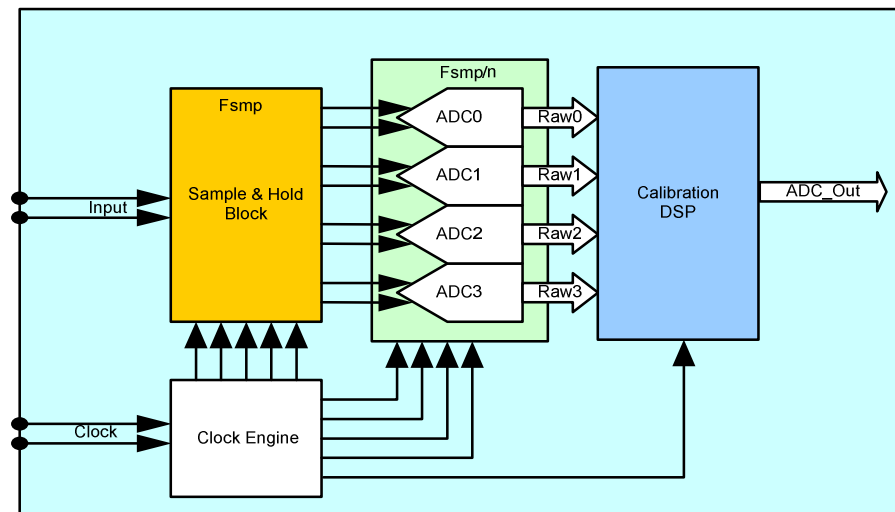 Fsmp/n
Fsmp
ADC0
Raw0
ADC1
Raw1
Sample & Hold
Block
Input
Calibration
DSP
ADC_Out
ADC2
Raw2
ADC3
Raw3
Clock
Clock Engine